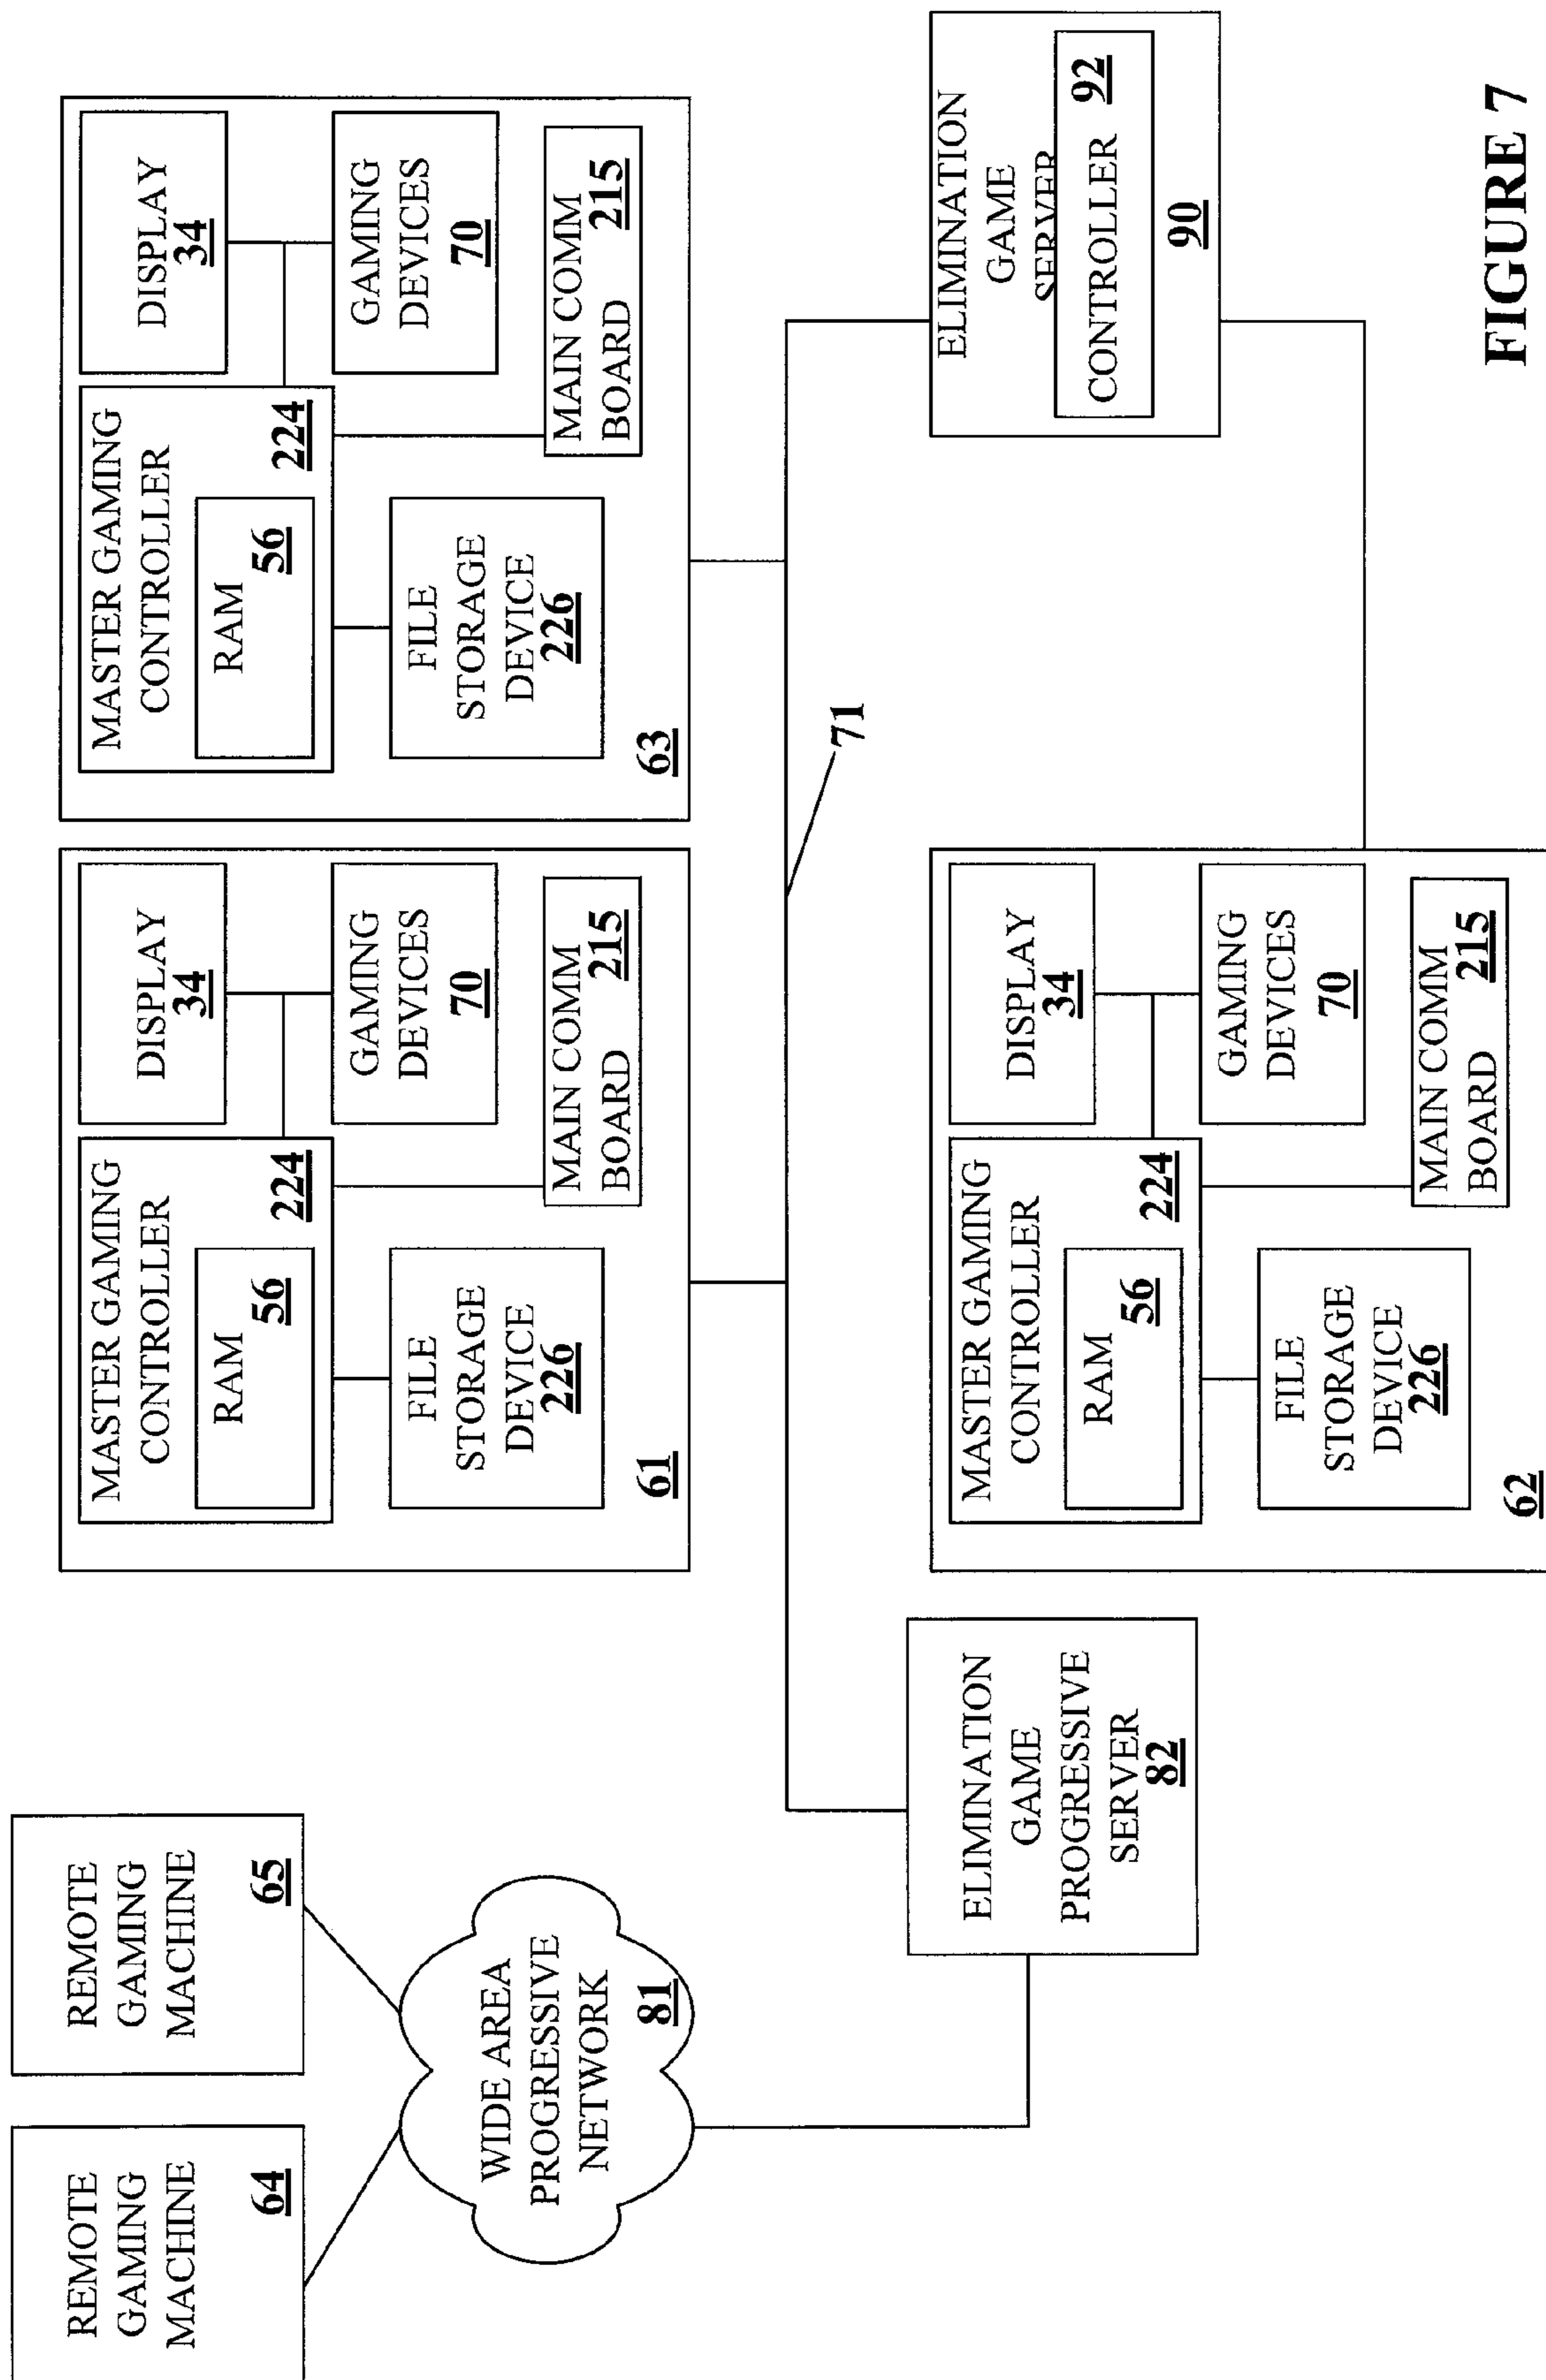 REMOTE
GAMING
MACHINE
64
REMOTE
GAMING
MACHINE
65
WIDE AREA
PROGRESSIVE
NETWORK
81
ELIMINATION
GAME
PROGRESSIVE
SERVER
82
MASTER GAMING
CONTROLLER
224
RAM
56
DISPLAY
34
GAMING
DEVICES
70
FILE
STORAGE
DEVICE
226
MAIN COMM
BOARD
215
61
MASTER GAMING
CONTROLLER
224
RAM
56
DISPLAY
34
GAMING
DEVICES
70
FILE
STORAGE
DEVICE
226
MAIN COMM
BOARD
215
63
71
MASTER GAMING
CONTROLLER
224
RAM
56
DISPLAY
34
GAMING
DEVICES
70
FILE
STORAGE
DEVICE
226
MAIN COMM
BOARD
215
62
ELIMINATION
GAME
SERVER
CONTROLLER 92
90
FIGURE 7